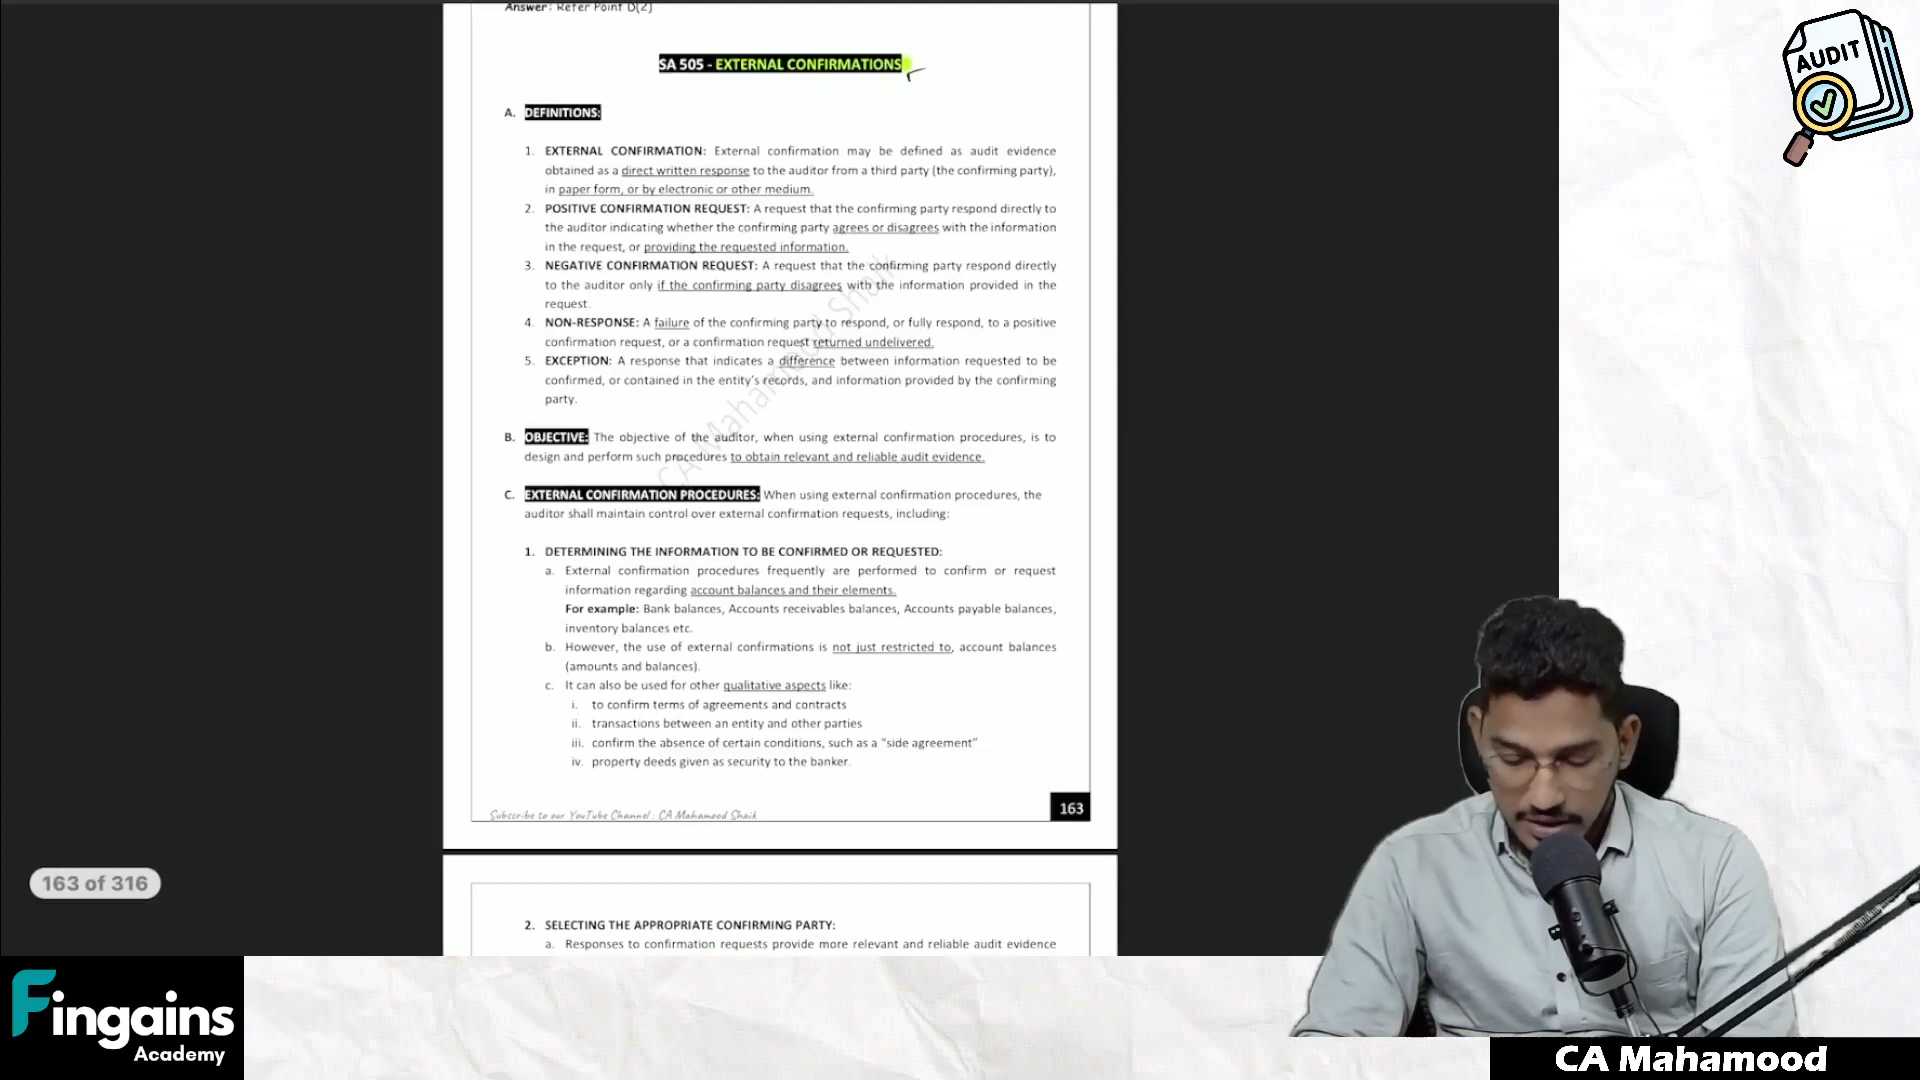 Answer: Refer Point D(2)
SA 505 - EXTERNAL CONFIRMATIONS
A. DEFINITIONS:
1. EXTERNAL CONFIRMATION: External confirmation may be defined as audit evidence
obtained as a direct written response to the auditor from a third party (the confirming party),
in paper form, or by electronic or other medium.
2. POSITIVE CONFIRMATION REQUEST: A request that the confirming party respond directly to
the auditor indicating whether the confirming party agrees or disagrees with the information
in the request, or providing the requested information.
3. NEGATIVE CONFIRMATION REQUEST: A request that the confirming party respond directly
to the auditor only if the confirming party disagrees with the information provided in the
request.
4. NON-RESPONSE: A failure of the confirming party to respond, or fully respond, to a positive
confirmation request, or a confirmation request returned undelivered.
5. EXCEPTION: A response that indicates a difference between information requested to be
confirmed, or contained in the entity's records, and information provided by the confirming
party.
B. OBJECTIVE: The objective of the auditor, when using external confirmation procedures, is to
design and perform such procedures to obtain relevant and reliable audit evidence.
C. EXTERNAL CONFIRMATION PROCEDURES: When using external confirmation procedures, the
auditor shall maintain control over external confirmation requests, including:
1. DETERMINING THE INFORMATION TO BE CONFIRMED OR REQUESTED:
a. External confirmation procedures frequently are performed to confirm or request
information regarding account balances and their elements.
For example: Bank balances, Accounts receivables balances, Accounts payable balances,
inventory balances etc.
b. However, the use of external confirmations is not just restricted to, account balances
(amounts and balances).
c. It can also be used for other qualitative aspects like:
i. to confirm terms of agreements and contracts
ii. transactions between an entity and other parties
iii. confirm the absence of certain conditions, such as a "side agreement"
iv. property deeds given as security to the banker.
CA Mahamood Shaik
Subscribe to our YouTube Channel : CA Mahamood Shaik
163
163 of 316
2. SELECTING THE APPROPRIATE CONFIRMING PARTY:
a. Responses to confirmation requests provide more relevant and reliable audit evidence
AUDIT
Fingains
Academy
CA Mahamood